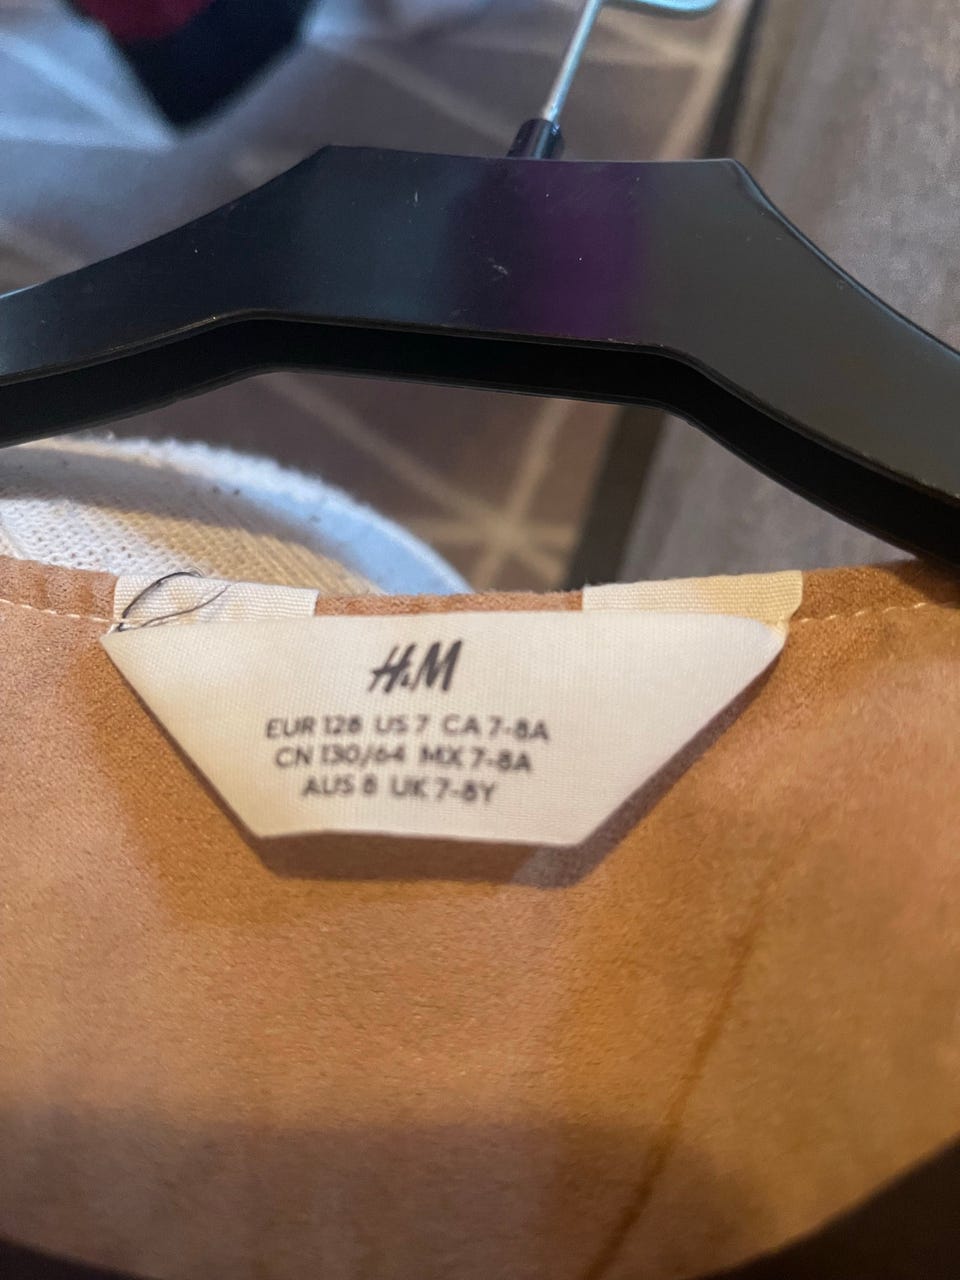 H&M
EUR 128 US 7 CA 7-8A
CN 130/64 MX 7-8A
AUS 8 UK 7-8Y